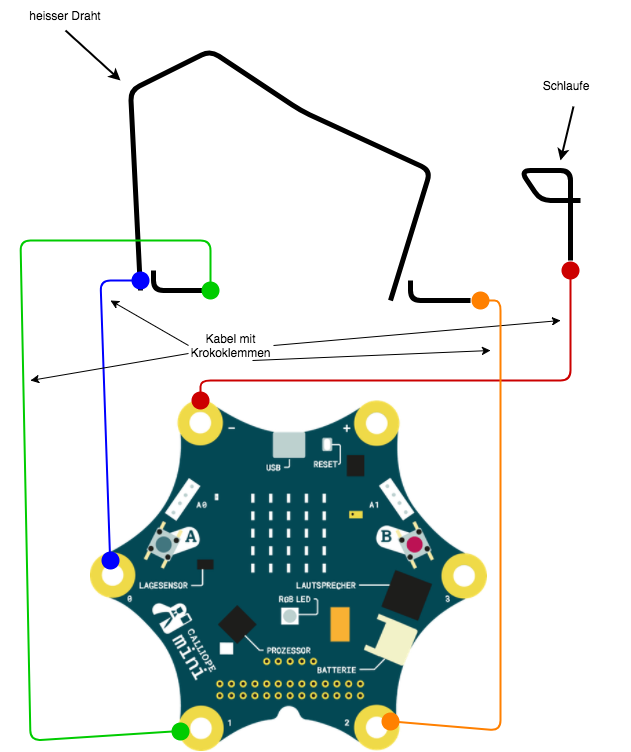 heisser Draht
Schlaufe
Kabel mit
Krokoklemmen
−
+
USB
RESET
A0
A1
A
B
LAGESENSOR
LAUTSPRECHER
0
3
RGB LED
CALLIOPE
mini
PROZESSOR
BATTERIE
1
2